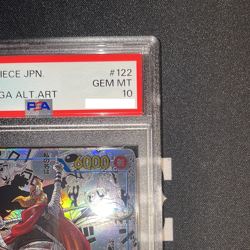 IECE JPN. #122
GEM MT
GA ALT.ART 10
PSA
6000